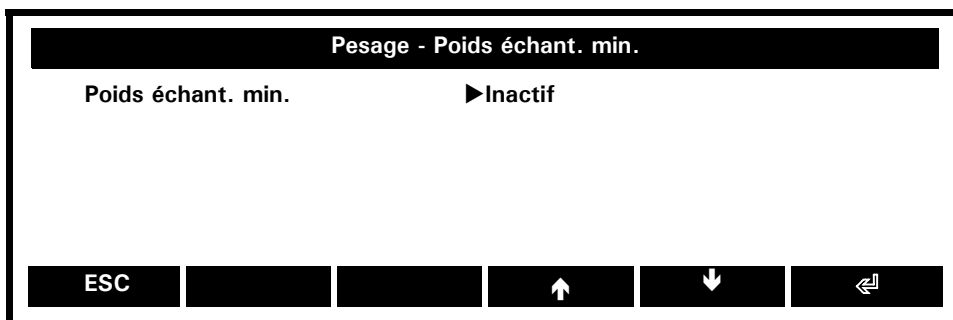 Pesage - Poids échant. min.
Poids échant. min. ▶Inactif
ESC